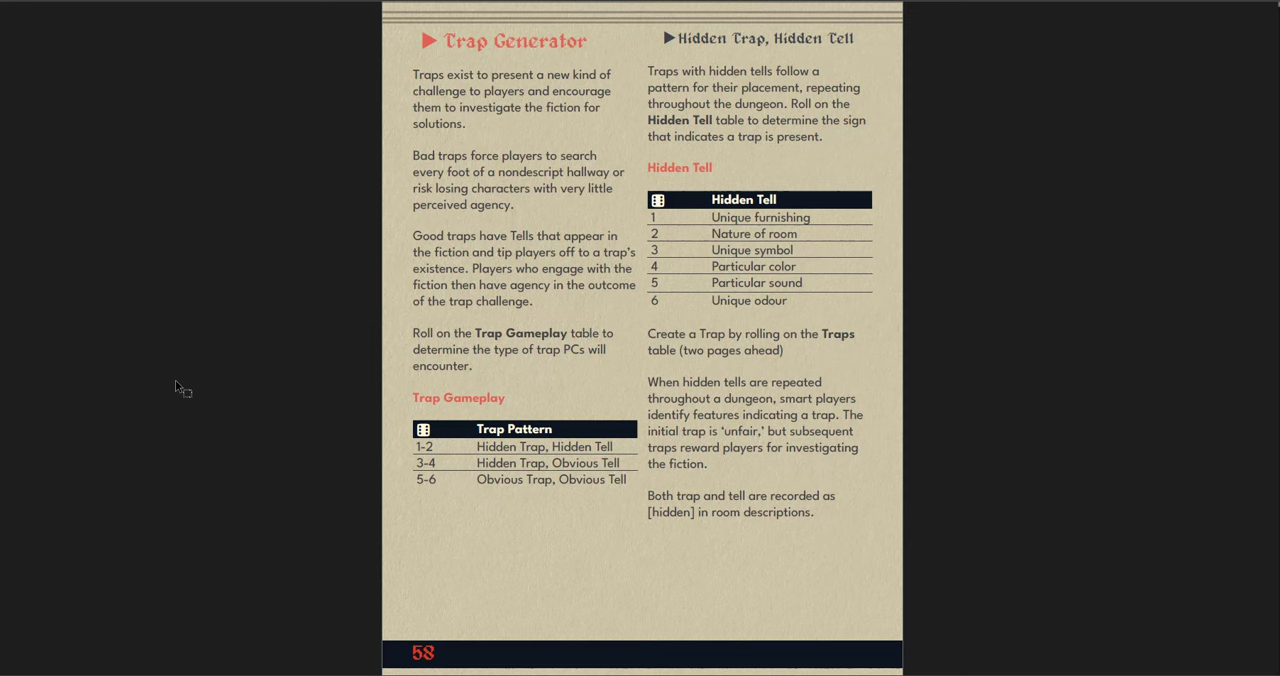 Trap Generator
Traps exist to present a new kind of
challenge to players and encourage
them to investigate the fiction for
solutions.
Bad traps force players to search
every foot of a nondescript hallway or
risk losing characters with very little
perceived agency.
Good traps have Tells that appear in
the fiction and tip players off to a trap's
existence. Players who engage with the
fiction then have agency in the outcome
of the trap challenge.
Roll on the Trap Gameplay table to
determine the type of trap PCs will
encounter.
Trap Gameplay
Trap Pattern
1-2 Hidden Trap, Hidden Tell
3-4 Hidden Trap, Obvious Tell
5-6 Obvious Trap, Obvious Tell
Hidden Trap, Hidden Tell
Traps with hidden tells follow a
pattern for their placement, repeating
throughout the dungeon. Roll on the
Hidden Tell table to determine the sign
that indicates a trap is present.
Hidden Tell
Hidden Tell
1 Unique furnishing
2 Nature of room
3 Unique symbol
4 Particular color
5 Particular sound
6 Unique odour
Create a Trap by rolling on the Traps
table (two pages ahead)
When hidden tells are repeated
throughout a dungeon, smart players
identify features indicating a trap. The
initial trap is ‘unfair,’ but subsequent
traps reward players for investigating
the fiction.
Both trap and tell are recorded as
[hidden] in room descriptions.
58